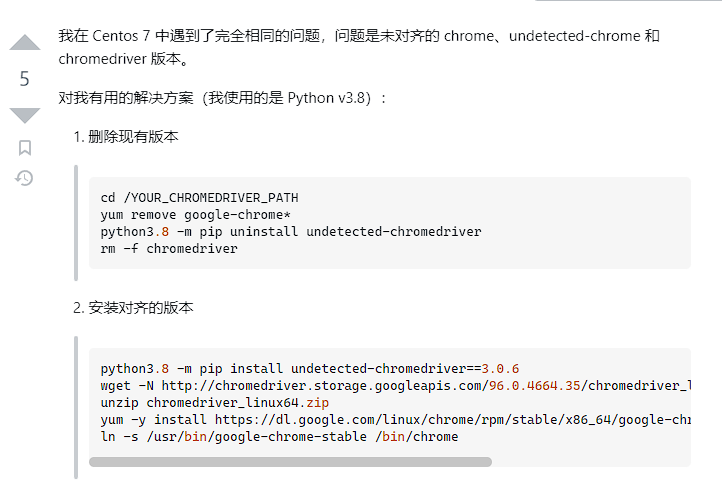 我在 Centos 7 中遇到了完全相同的问题，问题是未对齐的 chrome、undetected-chrome 和
chromedriver 版本。
5
对我有用的解决方案（我使用的是 Python v3.8）：
1. 删除现有版本
cd /YOUR_CHROMEDRIVER_PATH
yum remove google-chrome*
python3.8 -m pip uninstall undetected-chromedriver
rm -f chromedriver
2. 安装对齐的版本
python3.8 -m pip install undetected-chromedriver==3.0.6
wget -N http://chromedriver.storage.googleapis.com/96.0.4664.35/chromedriver_l
unzip chromedriver_linux64.zip
yum -y install https://dl.google.com/linux/chrome/rpm/stable/x86_64/google-chr
ln -s /usr/bin/google-chrome-stable /bin/chrome